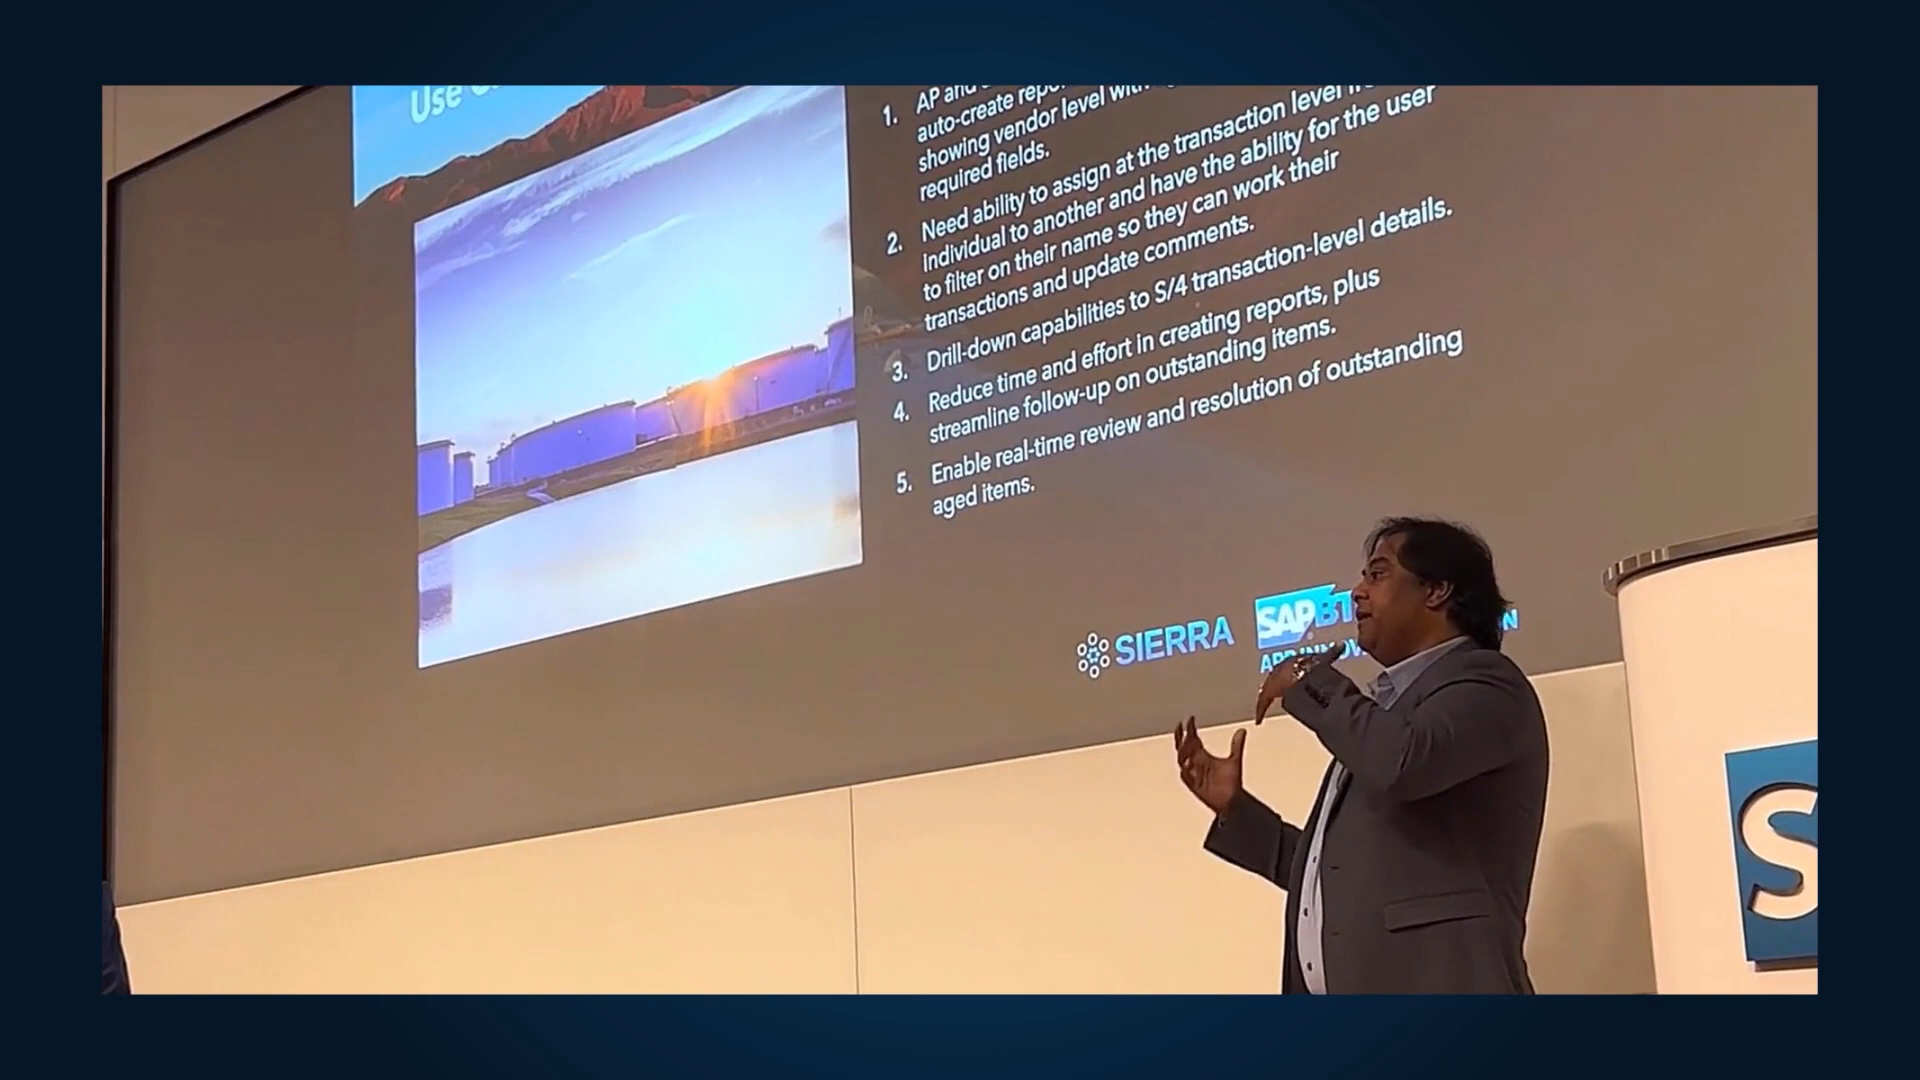 Use
1. AP and
auto-create
showing vendor level with
required fields.
2. Need ability to assign at the transaction level
individual to another and have the ability for the user
to filter on their name so they can work their
transactions and update comments.
3. Drill-down capabilities to S/4 transaction-level details.
4. Reduce time and effort in creating reports, plus
streamline follow-up on outstanding items.
5. Enable real-time review and resolution of outstanding
aged items.
SIERRA
SAP
S